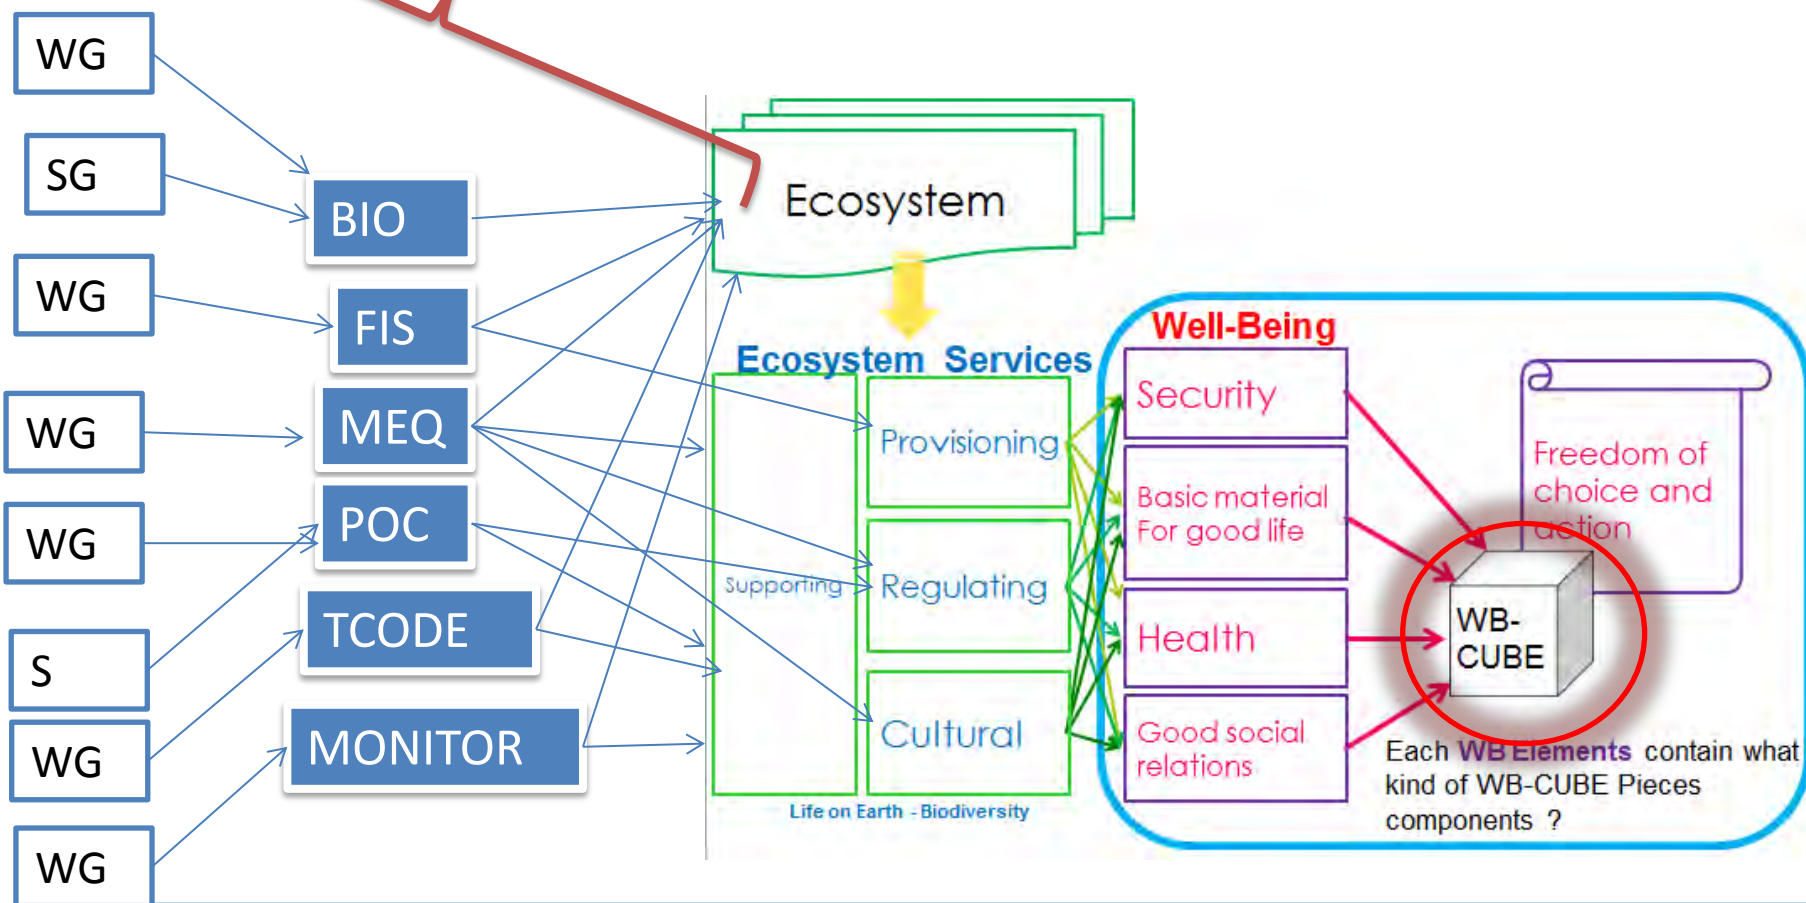 WG
SG
WG
WG
WG
S
WG
WG
BIO
FIS
MEQ
POC
TCODE
MONITOR
Ecosystem
Ecosystem Services
Supporting
Provisioning
Regulating
Cultural
Life on Earth - Biodiversity
Well-Being
Security
Basic material
For good life
Health
Good social
relations
Freedom of
choice and
action
WB-
CUBE
Each WB Elements contain what
kind of WB-CUBE Pieces
components ?